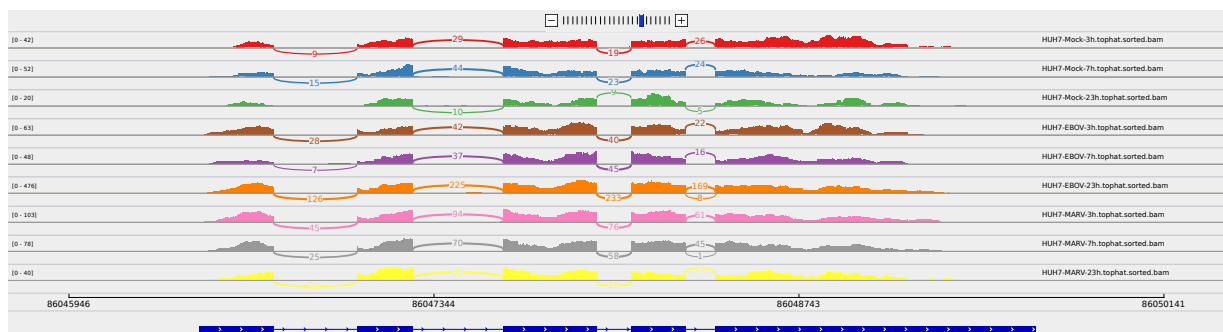 [0 - 42] 9 29 19 26 HUH7-Mock-3h.tophat.sorted.bam
[0 - 52] 15 44 23 24 HUH7-Mock-7h.tophat.sorted.bam
[0 - 20] 10 9 5 HUH7-Mock-23h.tophat.sorted.bam
[0 - 63] 28 42 40 22 HUH7-EBOV-3h.tophat.sorted.bam
[0 - 48] 7 37 45 16 HUH7-EBOV-7h.tophat.sorted.bam
[0 - 476] 126 225 233 169 8 HUH7-EBOV-23h.tophat.sorted.bam
[0 - 103] 45 94 76 61 HUH7-MARV-3h.tophat.sorted.bam
[0 - 78] 25 70 58 45 1 HUH7-MARV-7h.tophat.sorted.bam
[0 - 40] HUH7-MARV-23h.tophat.sorted.bam
86045946 86047344 86048743 86050141